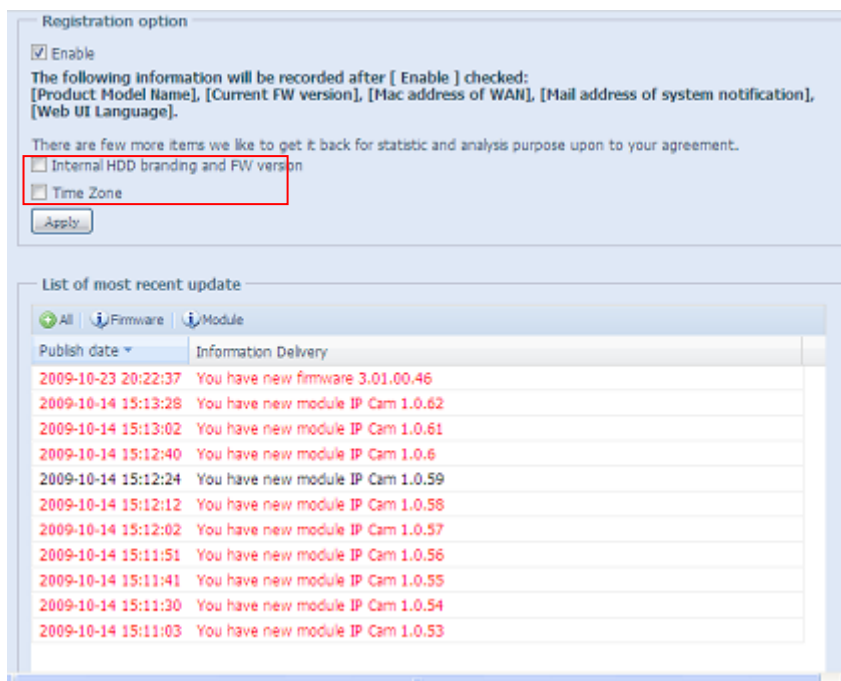 Registration option
Enable
The following information will be recorded after [ Enable ] checked:
[Product Model Name], [Current FW version], [Mac address of WAN], [Mail address of system notification],
[Web UI Language].
There are few more items we like to get it back for statistic and analysis purpose upon to your agreement.
Internal HDD branding and FW version
Time Zone
Apply
List of most recent update
All Firmware Module
Publish date Information Delivery
2009-10-23 20:22:37 You have new firmware 3.01.00.46
2009-10-14 15:13:28 You have new module IP Cam 1.0.62
2009-10-14 15:13:02 You have new module IP Cam 1.0.61
2009-10-14 15:12:40 You have new module IP Cam 1.0.6
2009-10-14 15:12:24 You have new module IP Cam 1.0.59
2009-10-14 15:12:12 You have new module IP Cam 1.0.58
2009-10-14 15:12:02 You have new module IP Cam 1.0.57
2009-10-14 15:11:51 You have new module IP Cam 1.0.56
2009-10-14 15:11:41 You have new module IP Cam 1.0.55
2009-10-14 15:11:30 You have new module IP Cam 1.0.54
2009-10-14 15:11:03 You have new module IP Cam 1.0.53